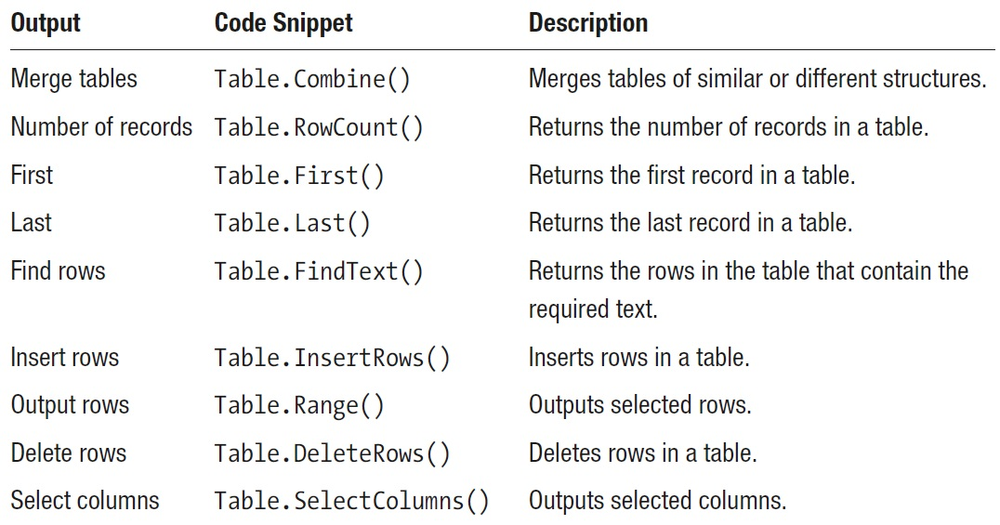 Output Code Snippet Description
Merge tables Table.Combine() Merges tables of similar or different structures.
Number of records Table.RowCount() Returns the number of records in a table.
First Table.First() Returns the first record in a table.
Last Table.Last() Returns the last record in a table.
Find rows Table.FindText() Returns the rows in the table that contain the
required text.
Insert rows Table.InsertRows() Inserts rows in a table.
Output rows Table.Range() Outputs selected rows.
Delete rows Table.DeleteRows() Deletes rows in a table.
Select columns Table.SelectColumns() Outputs selected columns.